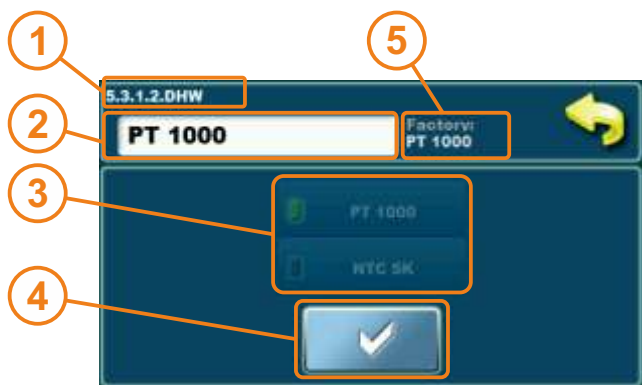 1
5
5.3.1.2.DHW
2
PT 1000
Factory:
PT 1000
3
PT 1000
NTC 5K
4